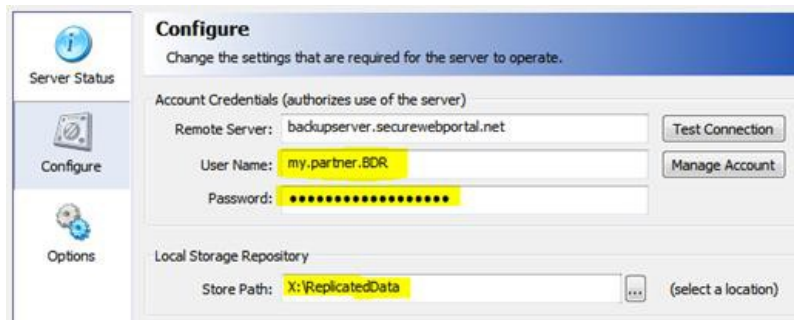 Server Status
Configure
Options
Configure
Change the settings that are required for the server to operate.
Account Credentials (authorizes use of the server)
Remote Server: backupserver.securewebportal.net Test Connection
User Name: my.partner.BDR Manage Account
Password: ••••••••••••••••••
Local Storage Repository
Store Path: X:\ReplicatedData ... (select a location)